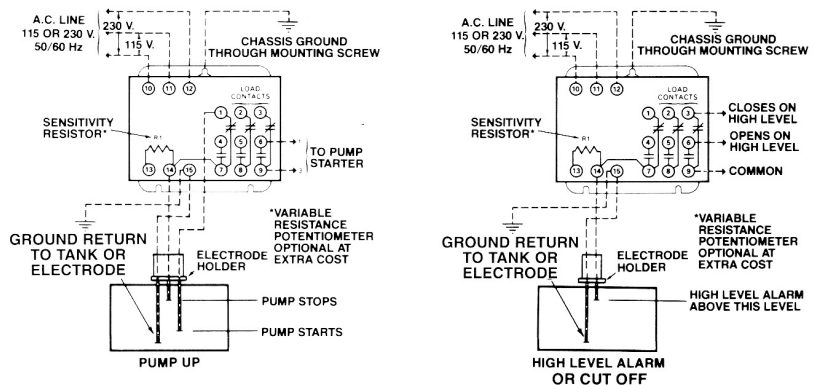 A.C. LINE
115 OR 230 V.
50/60 Hz
230 V.
115 V.
CHASSIS GROUND
THROUGH MOUNTING SCREW
10 11 12
LOAD
CONTACTS
1 2 3
SENSITIVITY
RESISTOR*
R1
4 5 6
1
TO PUMP
STARTER
3
13 14 15 7 8 9
*VARIABLE
RESISTANCE
POTENTIOMETER
OPTIONAL AT
EXTRA COST
GROUND RETURN
TO TANK OR
ELECTRODE
ELECTRODE
HOLDER
PUMP STOPS
PUMP STARTS
PUMP UP
A.C. LINE
115 OR 230 V.
50/60 Hz
230 V.
115 V.
CHASSIS GROUND
THROUGH MOUNTING SCREW
10 11 12
LOAD
CONTACTS
1 2 3
CLOSES ON
HIGH LEVEL
SENSITIVITY
RESISTOR*
R1
4 5 6
OPENS ON
HIGH LEVEL
13 14 15 7 8 9
COMMON
*VARIABLE
RESISTANCE
POTENTIOMETER
OPTIONAL AT
EXTRA COST
GROUND RETURN
TO TANK OR
ELECTRODE
ELECTRODE
HOLDER
HIGH LEVEL ALARM
ABOVE THIS LEVEL
HIGH LEVEL ALARM
OR CUT OFF